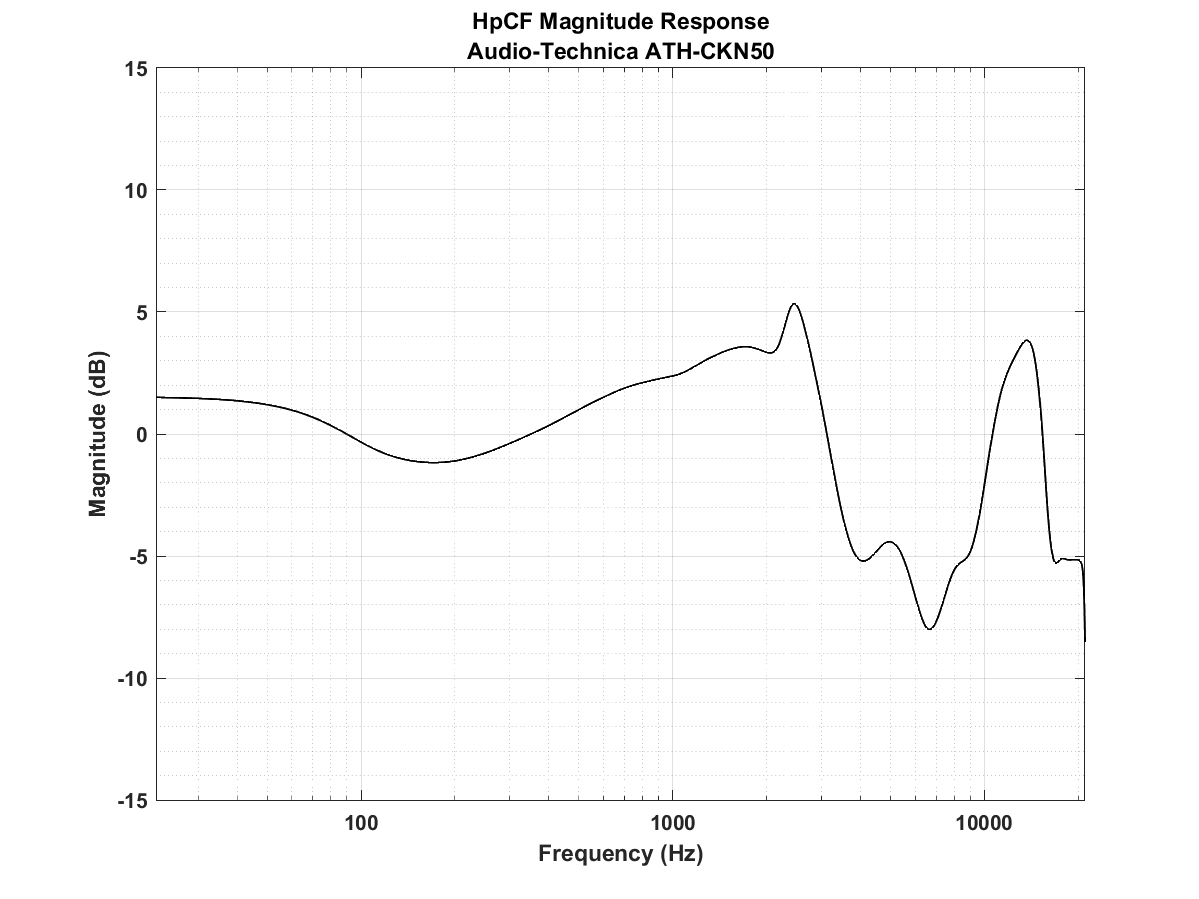 HpCF Magnitude Response
Audio-Technica ATH-CKN50
15
10
5
0
-5
-10
-15
Magnitude (dB)
100
1000
10000
Frequency (Hz)